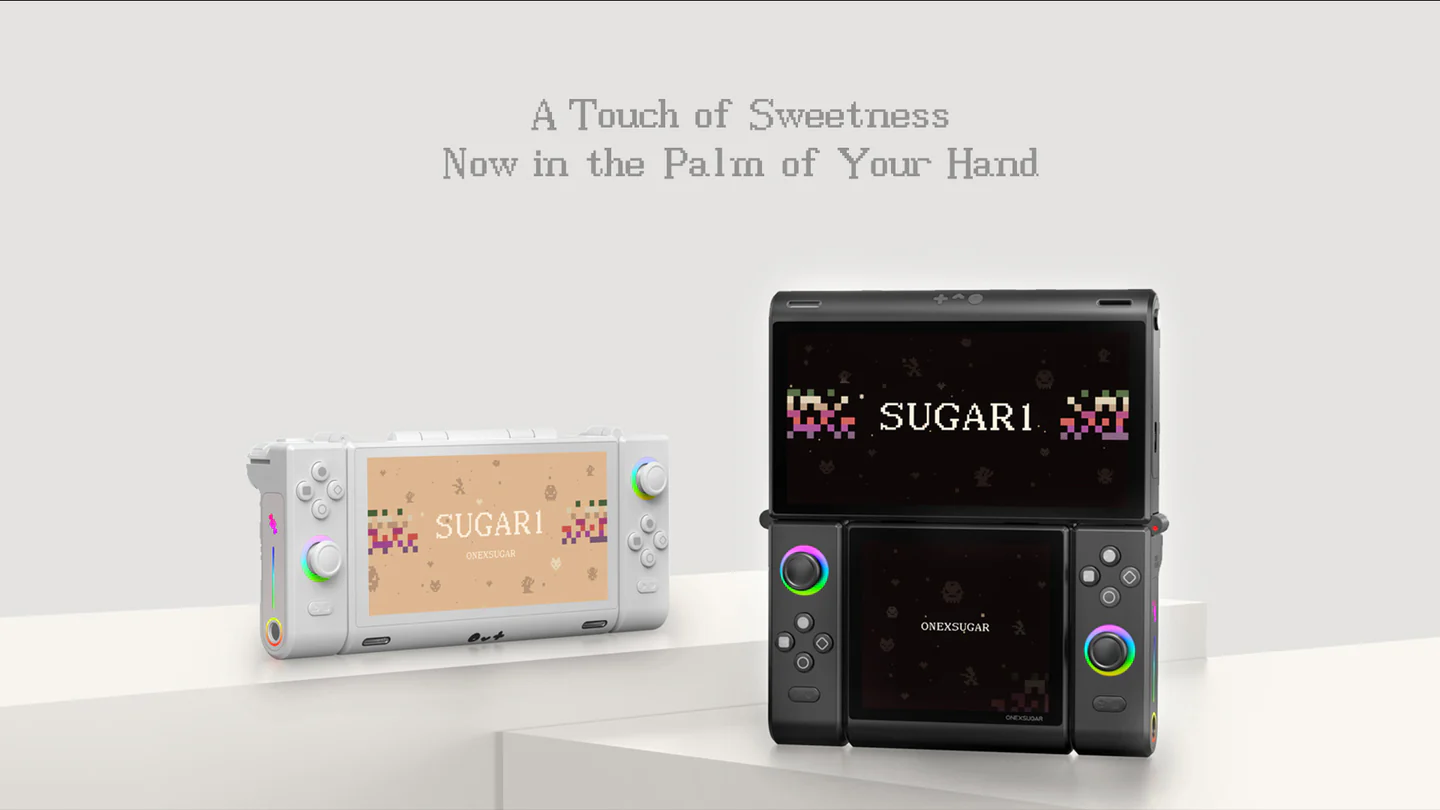 A Touch of Sweetness
Now in the Palm of Your Hand
SUGAR1
ONEXSUGAR
SUGAR1
ONEXSUGAR
ONEXSUGAR